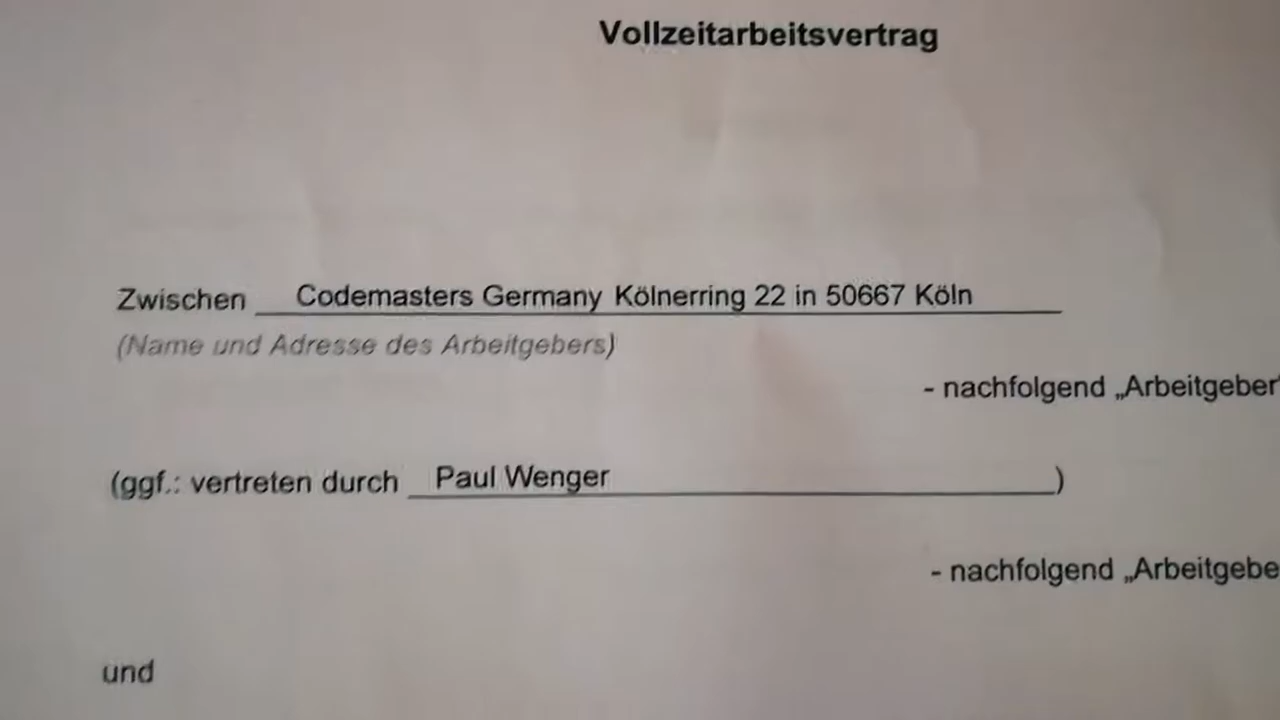 Vollzeitarbeitsvertrag
Zwischen Codemasters Germany Kölnerring 22 in 50667 Köln
(Name und Adresse des Arbeitgebers)
- nachfolgend „Arbeitgeber“
(ggf.: vertreten durch Paul Wenger )
- nachfolgend „Arbeitgebe
und